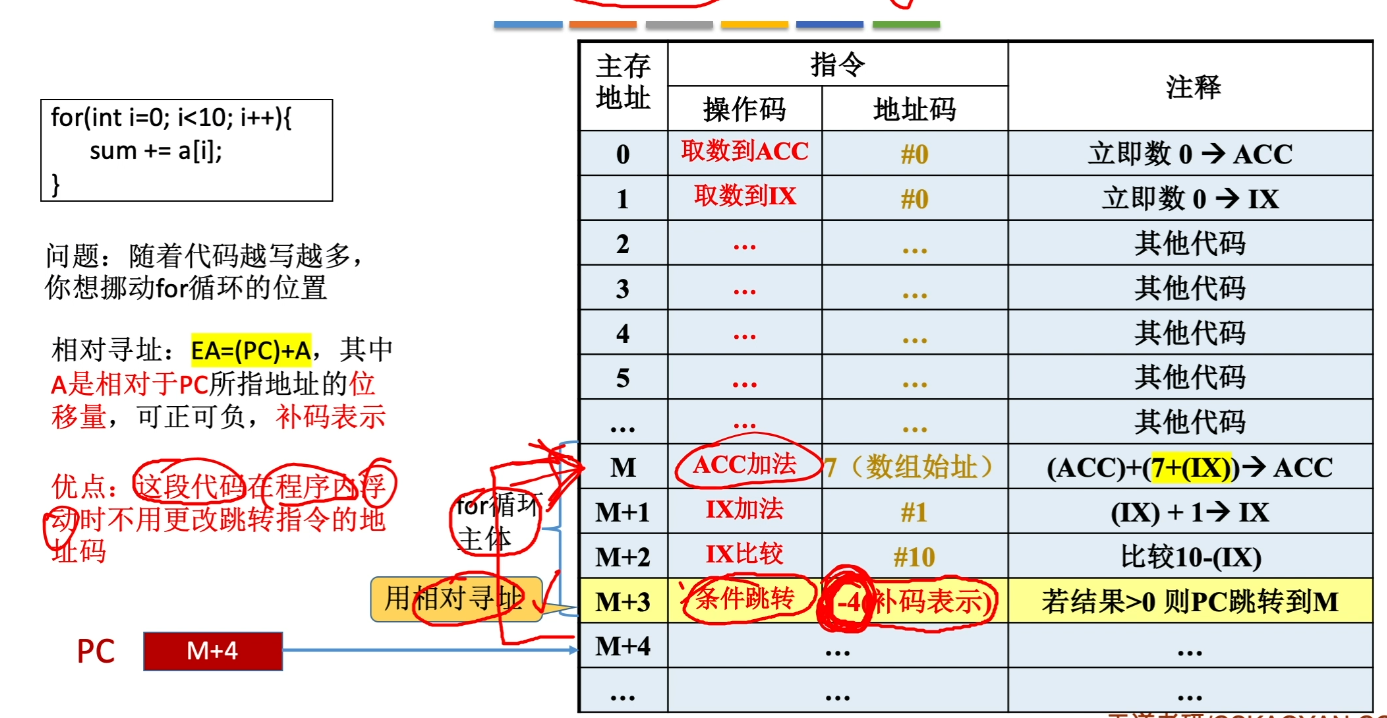 for(int i=0; i<10; i++){
sum += a[i];
}
问题：随着代码越写越多，
你想挪动for循环的位置
相对寻址：EA=(PC)+A，其中
A是相对于PC所指地址的位
移量，可正可负，补码表示
优点：这段代码在程序内浮
动时不用更改跳转指令的地
址码
for循环
主体
用相对寻址
PC M+4
主存
地址 指令 注释
操作码 地址码
0 取数到ACC #0 立即数 0 → ACC
1 取数到IX #0 立即数 0 → IX
2 … … 其他代码
3 … … 其他代码
4 … … 其他代码
5 … … 其他代码
… … … 其他代码
M ACC加法 7（数组始址） (ACC)+(7+(IX))→ ACC
M+1 IX加法 #1 (IX) + 1→ IX
M+2 IX比较 #10 比较10-(IX)
M+3 条件跳转 -4(补码表示) 若结果>0 则PC跳转到M
M+4 … …
… … …